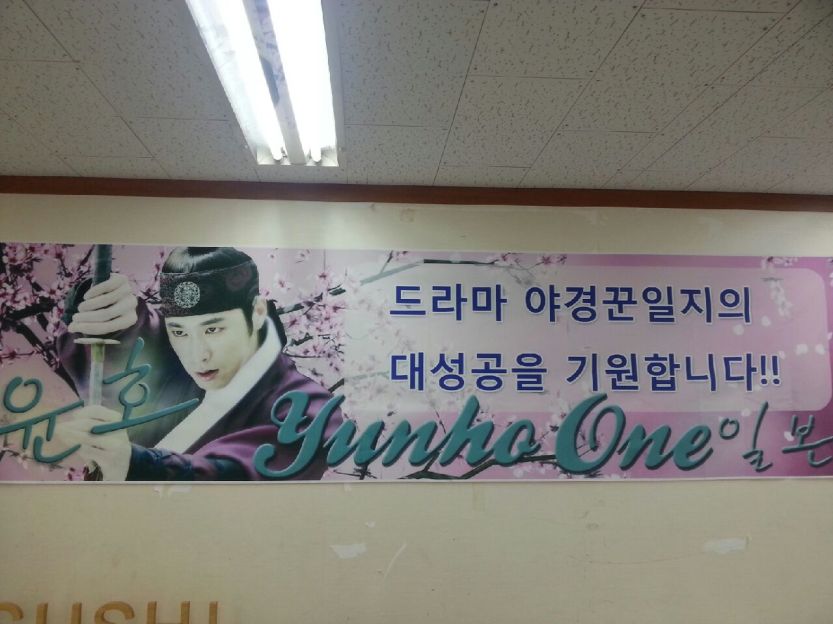 드라마 야경꾼일지의
대성공을 기원합니다!!
윤호
Yunho One 일본
SUSHI